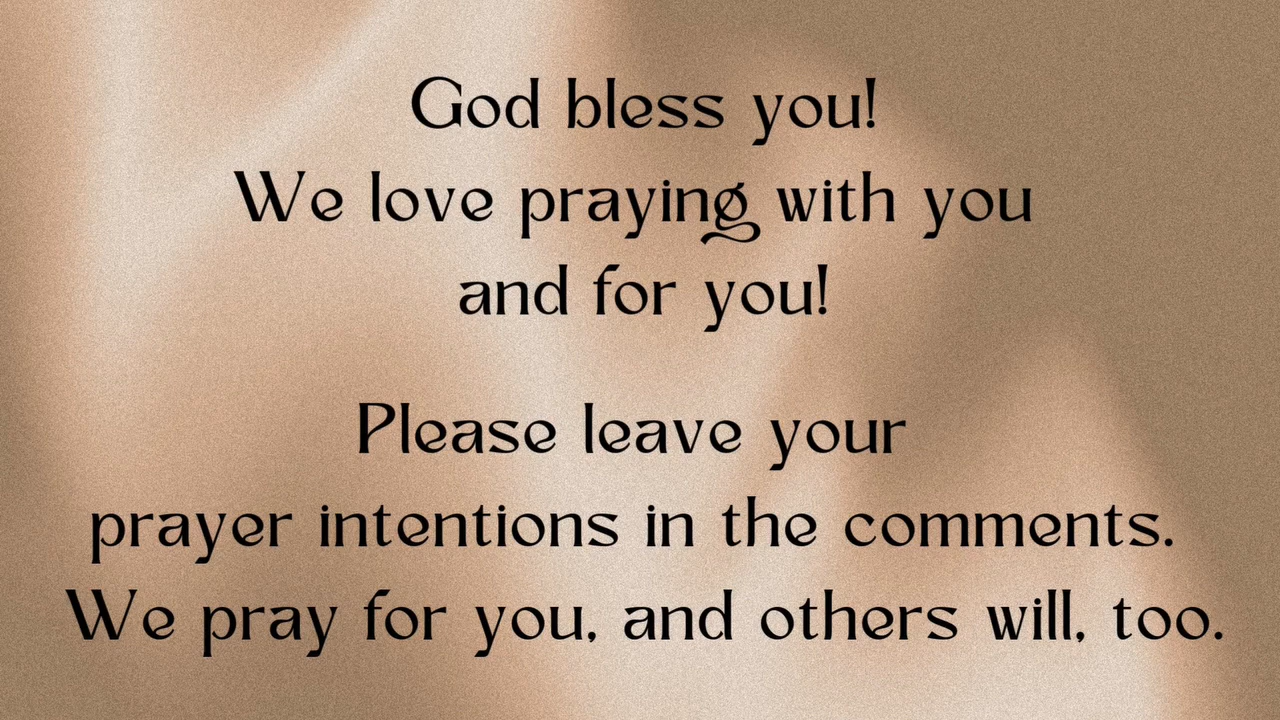 God bless you!
We love praying with you
and for you!
Please leave your
prayer intentions in the comments.
We pray for you, and others will, too.